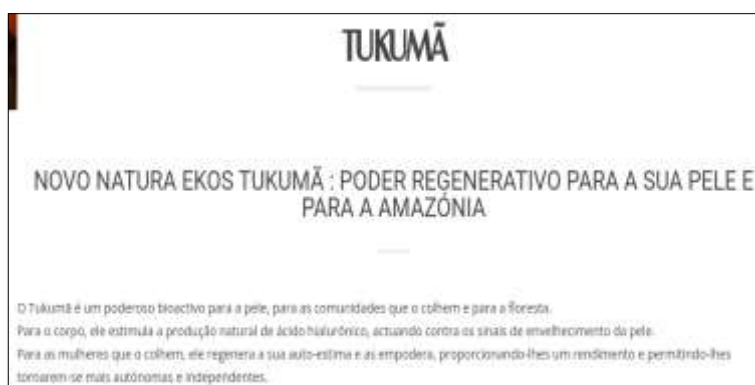 TUKUMÃ
NOVO NATURA EKOS TUKUMÃ : PODER REGENERATIVO PARA A SUA PELE E
PARA A AMAZÓNIA
O Tukumã é um poderoso bioactivo para a pele, para as comunidades que o colhem e para a floresta.
Para o corpo, ele estimula a produção natural de ácido hialurónico, actuando contra os sinais de envelhecimento da pele.
Para as mulheres que o colhem, ele regenera a sua auto-estima e as empodera, proporcionando-lhes um rendimento e permitindo-lhes
tornarem-se mais autónomas e independentes.